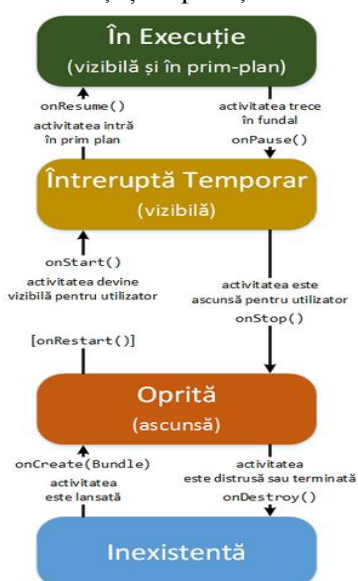 În Execuție
(vizibilă și în prim-plan)
onResume()
activitatea intră
în prim plan
activitatea trece
în fundal
onPause()
Întreruptă Temporar
(vizibilă)
onStart()
activitatea devine
vizibilă pentru utilizator
activitatea este
ascunsă pentru utilizator
onStop()
[onRestart()]
Oprită
(ascunsă)
onCreate(Bundle)
activitatea
este lansată
activitatea
este distrusă sau terminată
onDestroy()
Inexistentă